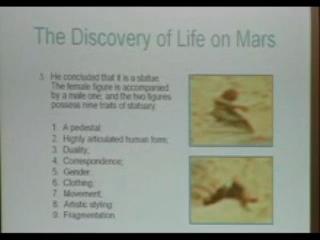 The Discovery of Life on Mars
3. He concluded that it is a statue.
The female figure is accompanied
by a male one; and the two figures
possess nine traits of statuary.
1. A pedestal;
2. Highly articulated human form;
3. Duality;
4. Correspondence;
5. Gender;
6. Clothing;
7. Movement;
8. Artistic styling
9. Fragmentation